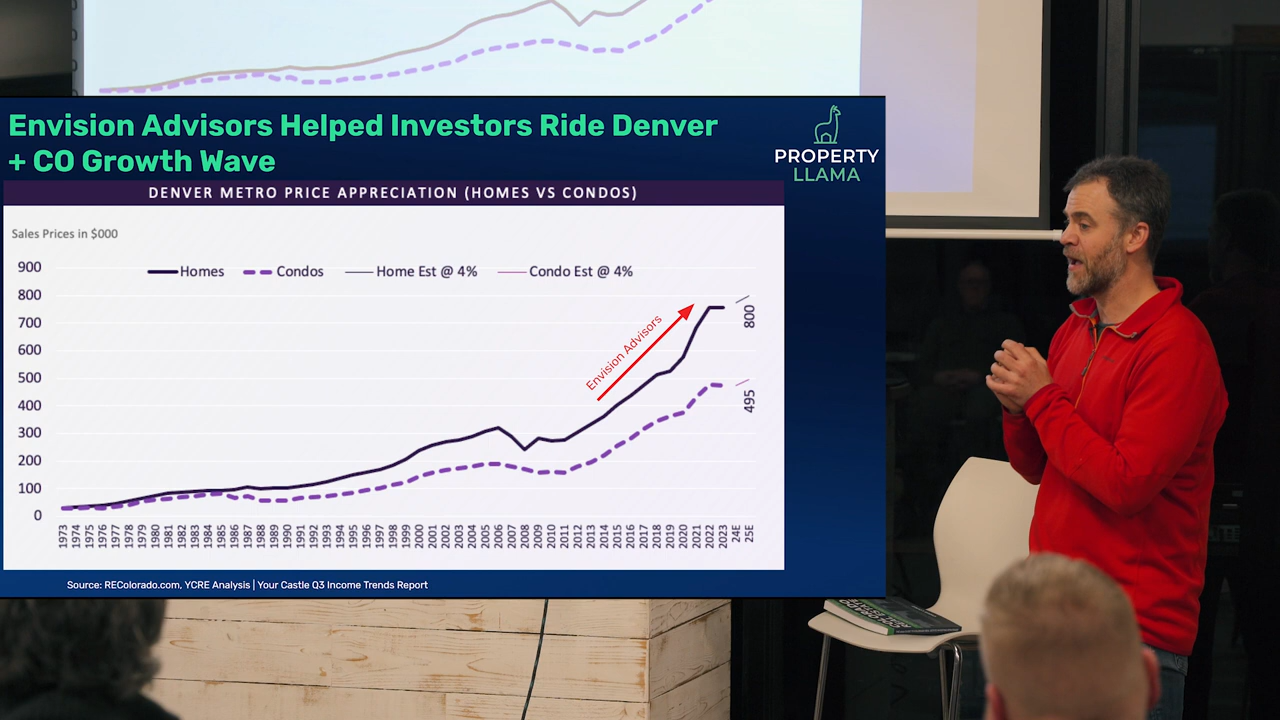 Envision Advisors Helped Investors Ride Denver
+ CO Growth Wave
PROPERTY
LLAMA
DENVER METRO PRICE APPRECIATION (HOMES VS CONDOS)
Sales Prices in $000
Homes Condos Home Est @ 4% Condo Est @ 4%
900
800
700
600
500
400
300
200
100
0
Envision Advisors
800
495
1973 1974 1975 1976 1977 1978 1979 1980 1981 1982 1983 1984 1985 1986 1987 1988 1989 1990 1991 1992 1993 1994 1995 1996 1997 1998 1999 2000 2001 2002 2003 2004 2005 2006 2007 2008 2009 2010 2011 2012 2013 2014 2015 2016 2017 2018 2019 2020 2021 2022 2023 24E 25E
Source: REColorado.com, YCRE Analysis | Your Castle Q3 Income Trends Report